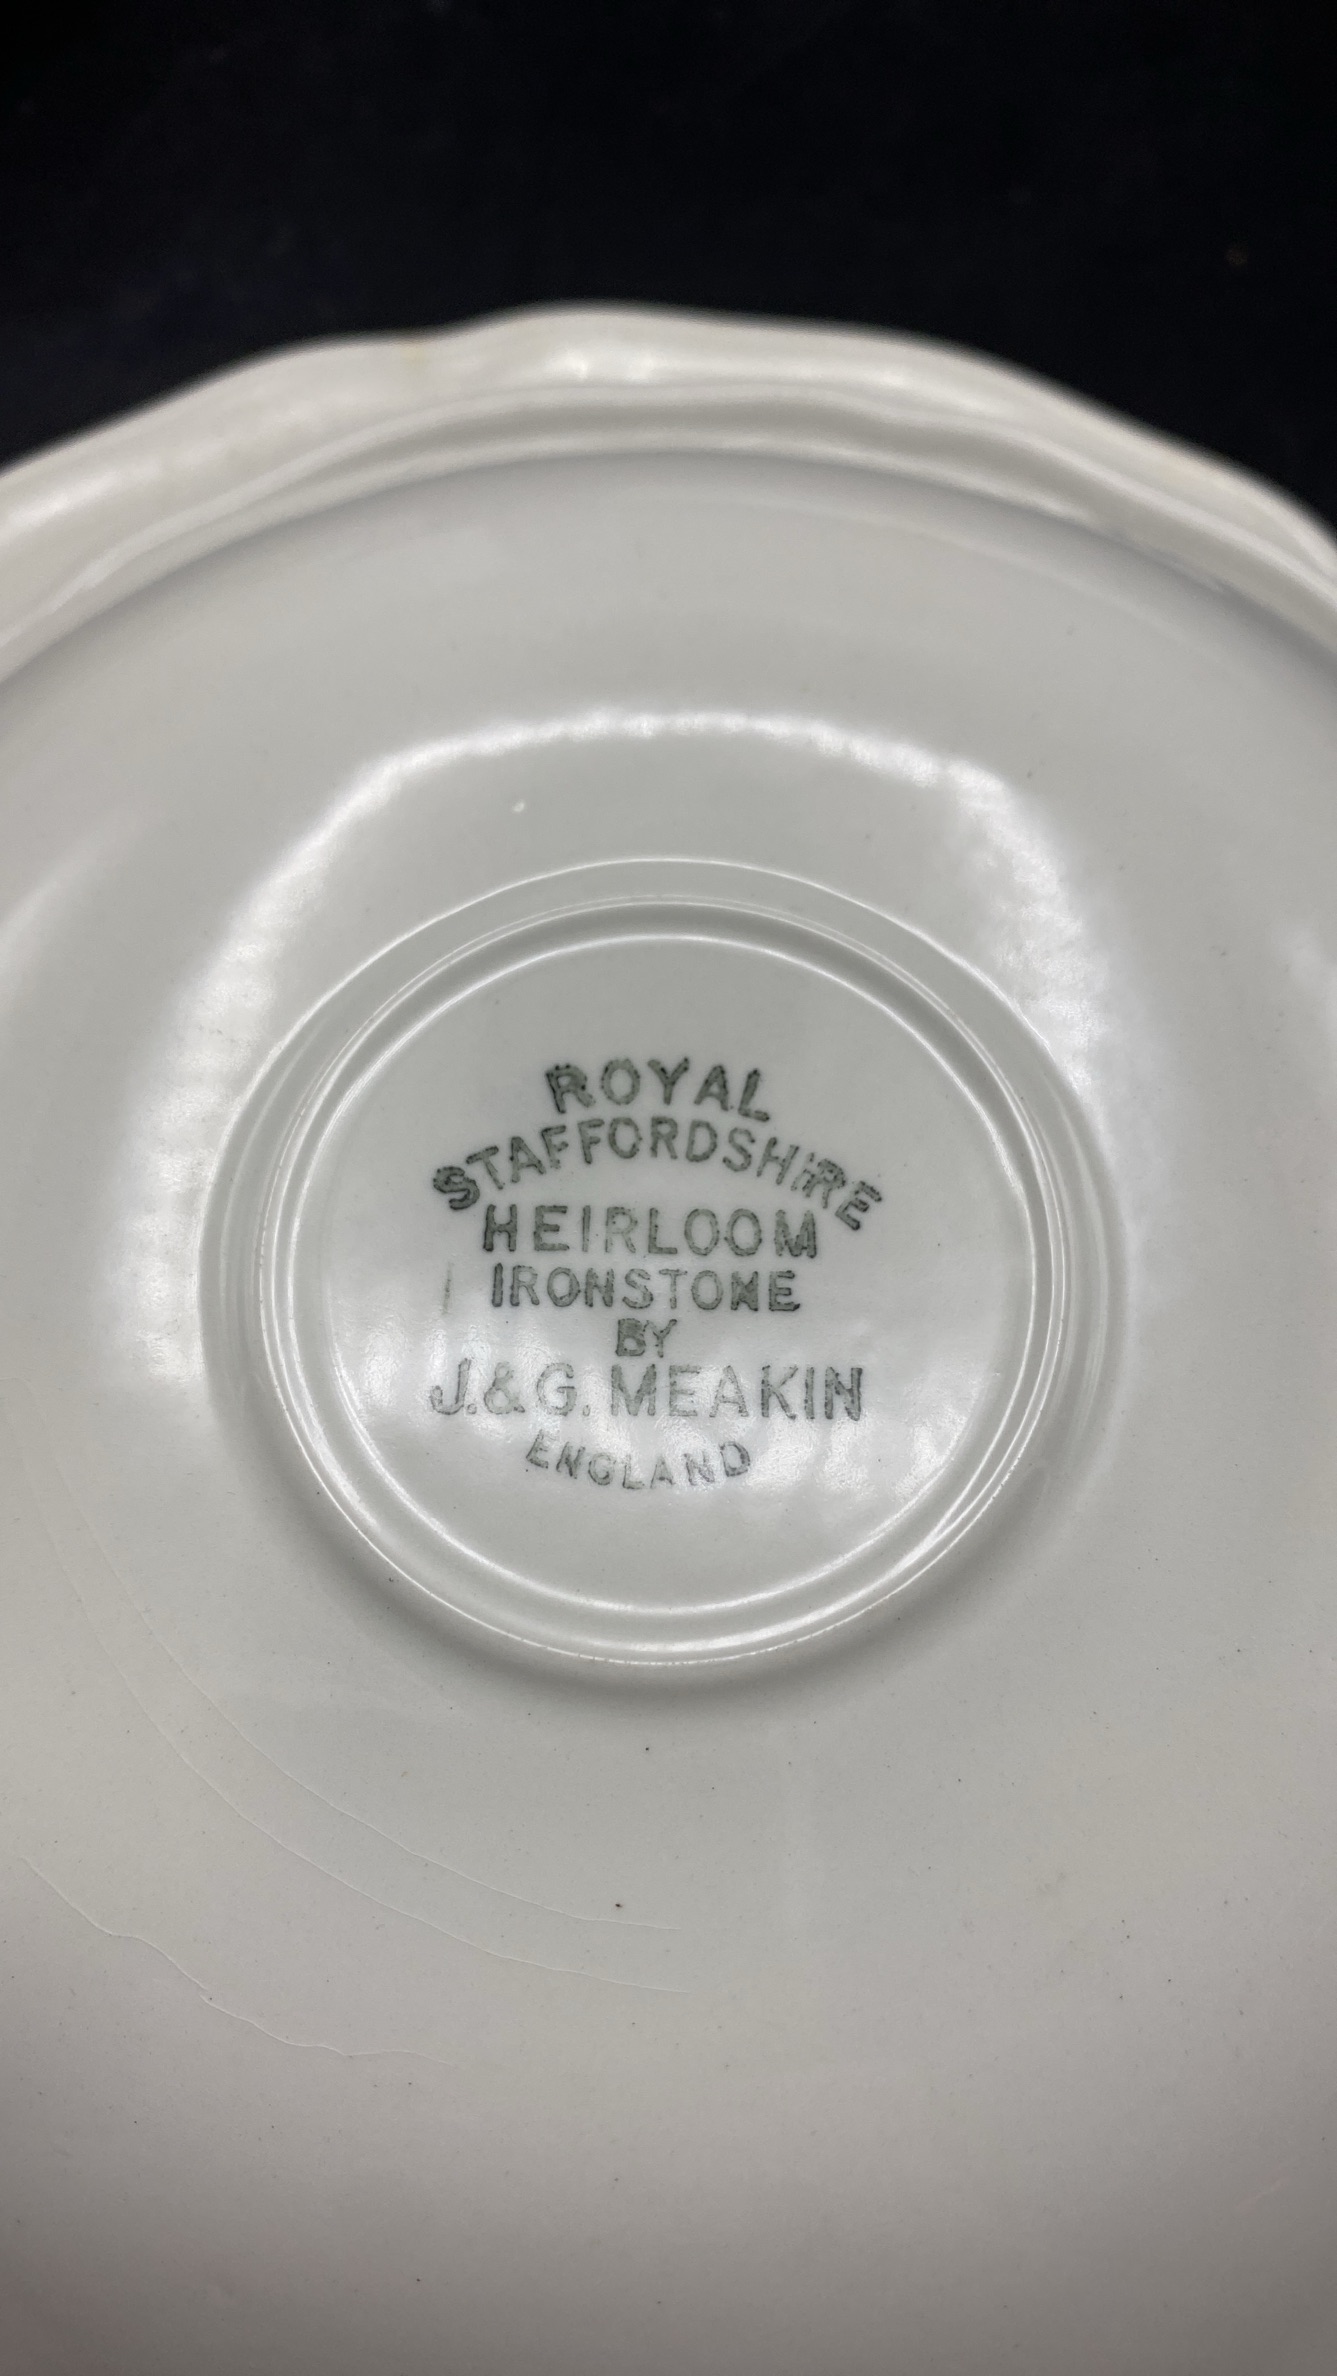 ROYAL
STAFFORDSHIRE
HEIRLOOM
IRONSTONE
BY
J.&G. MEAKIN
ENGLAND